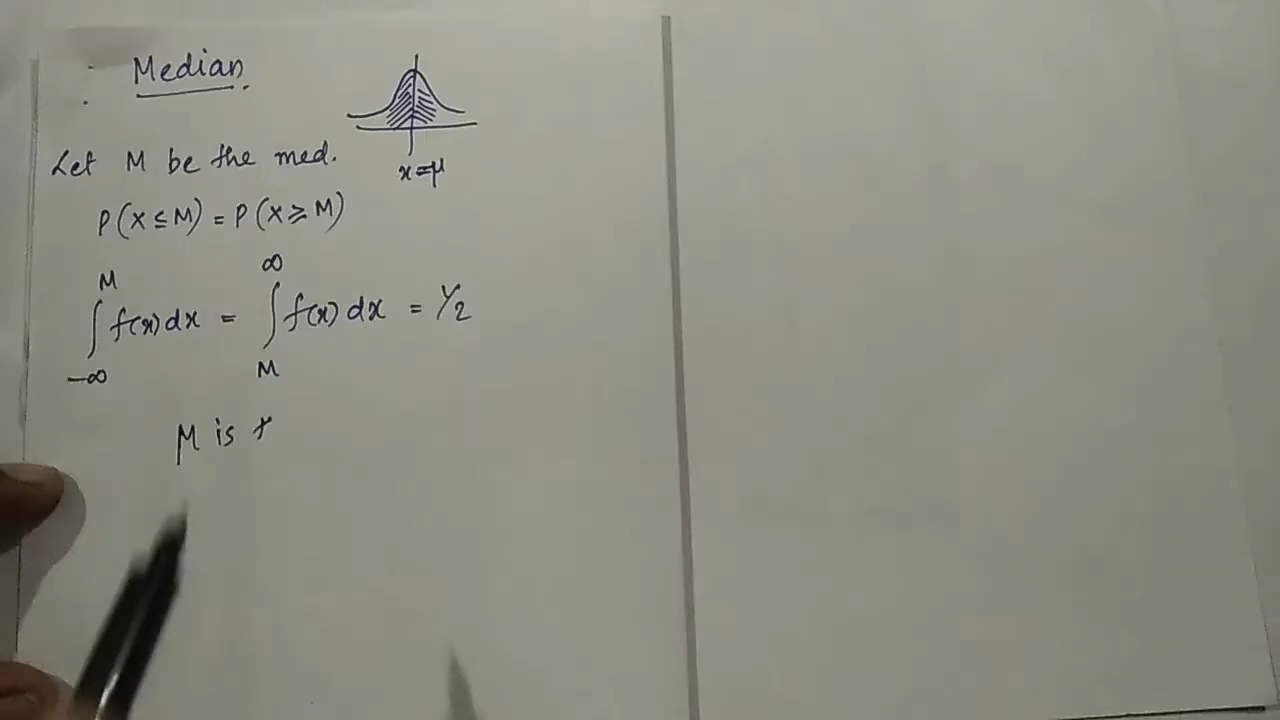 Median
x=μ
Let M be the med.
P(X ≤ M) = P(X ≥ M)
∫_{-∞}^{M} f(x) dx = ∫_{M}^{∞} f(x) dx = 1/2
M is